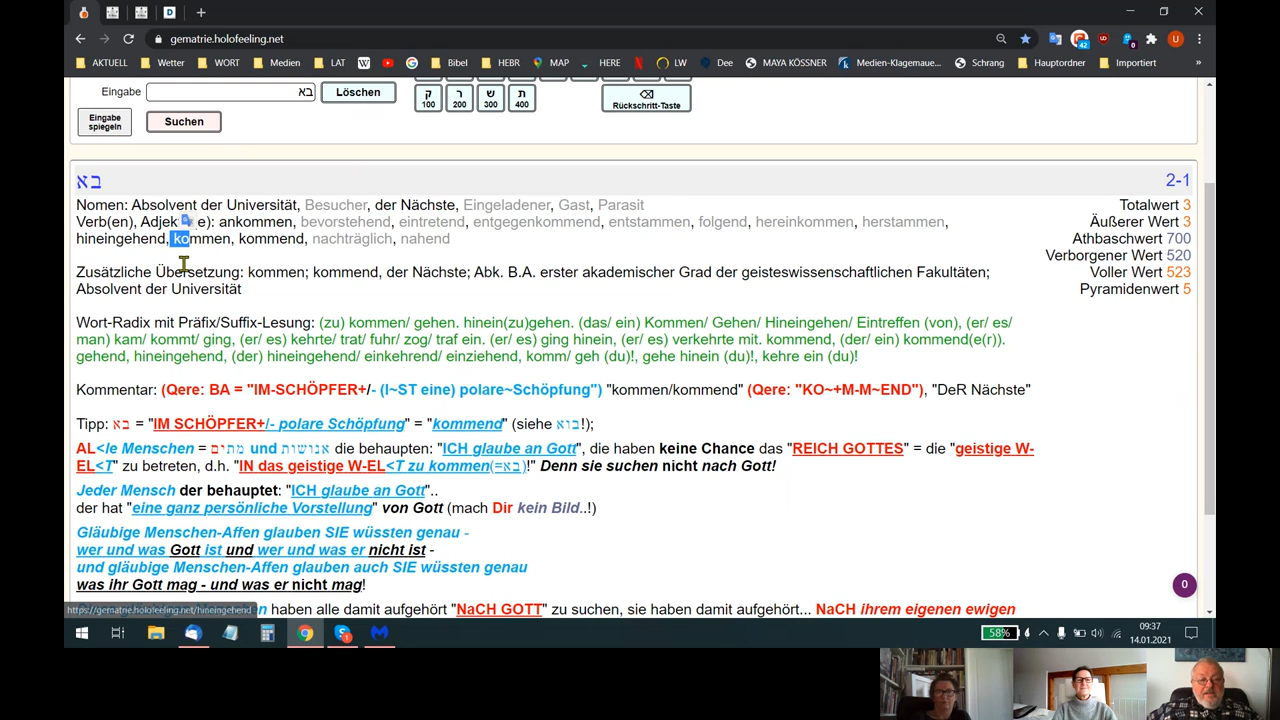 gematrie.holofeeling.net
AKTUELL Wetter WORT Medien LAT HEBR Bibel MAP HERE LW Dee MAYA KÖSSNER Medien-Klagemaue... Schrang Hauptordner Importiert »
Eingabe בא Löschen ק 100 ר 200 ש 300 ת 400 Rückschritt-Taste
Eingabe spiegeln Suchen
בא 2-1
Nomen: Absolvent der Universität, Besucher, der Nächste, Eingeladener, Gast, Parasit Totalwert 3
Verb(en), Adjek e): ankommen, bevorstehend, eintretend, entgegenkommend, entstammen, folgend, hereinkommen, herstammen, Äußerer Wert 3
hineingehend, kommen, kommend, nachträglich, nahend Athbaschwert 700
Verborgener Wert 520
Zusätzliche Übersetzung: kommen; kommend, der Nächste; Abk. B.A. erster akademischer Grad der geisteswissenschaftlichen Fakultäten; Voller Wert 523
Absolvent der Universität Pyramidenwert 5
Wort-Radix mit Präfix/Suffix-Lesung: (zu) kommen/ gehen. hinein(zu)gehen. (das/ ein) Kommen/ Gehen/ Hineingehen/ Eintreffen (von), (er/ es/
man) kam/ kommt/ ging, (er/ es) kehrte/ trat/ fuhr/ zog/ traf ein. (er/ es) ging hinein, (er/ es) verkehrte mit. kommend, (der/ ein) kommend(e(r)).
gehend, hineingehend, (der) hineingehend/ einkehrend/ einziehend, komm/ geh (du)!, gehe hinein (du)!, kehre ein (du)!
Kommentar: (Qere: BA = "IM-SCHÖPFER+/- (I~ST eine) polare~Schöpfung") "kommen/kommend" (Qere: "KO~+M-M~END"), "DeR Nächste"
Tipp: בא = "IM SCHÖPFER+/- polare Schöpfung" = "kommend" (siehe בוא!);
AL<le Menschen = מתים und אנושות die behaupten: "ICH glaube an Gott", die haben keine Chance das "REICH GOTTES" = die "geistige W-
EL<T" zu betreten, d.h. "IN das geistige W-EL<T zu kommen(=בא)!" Denn sie suchen nicht nach Gott!
Jeder Mensch der behauptet: "ICH glaube an Gott"..
der hat "eine ganz persönliche Vorstellung" von Gott (mach Dir kein Bild..!)
Gläubige Menschen-Affen glauben SIE wüssten genau -
wer und was Gott ist und wer und was er nicht ist -
und gläubige Menschen-Affen glauben auch SIE wüssten genau
was ihr Gott mag - und was er nicht mag!
0
https://gematrie.holofeeling.net/hineingehend n haben alle damit aufgehört "NaCH GOTT" zu suchen, sie haben damit aufgehört... NaCH ihrem eigenen ewigen
58% 09:37
14.01.2021